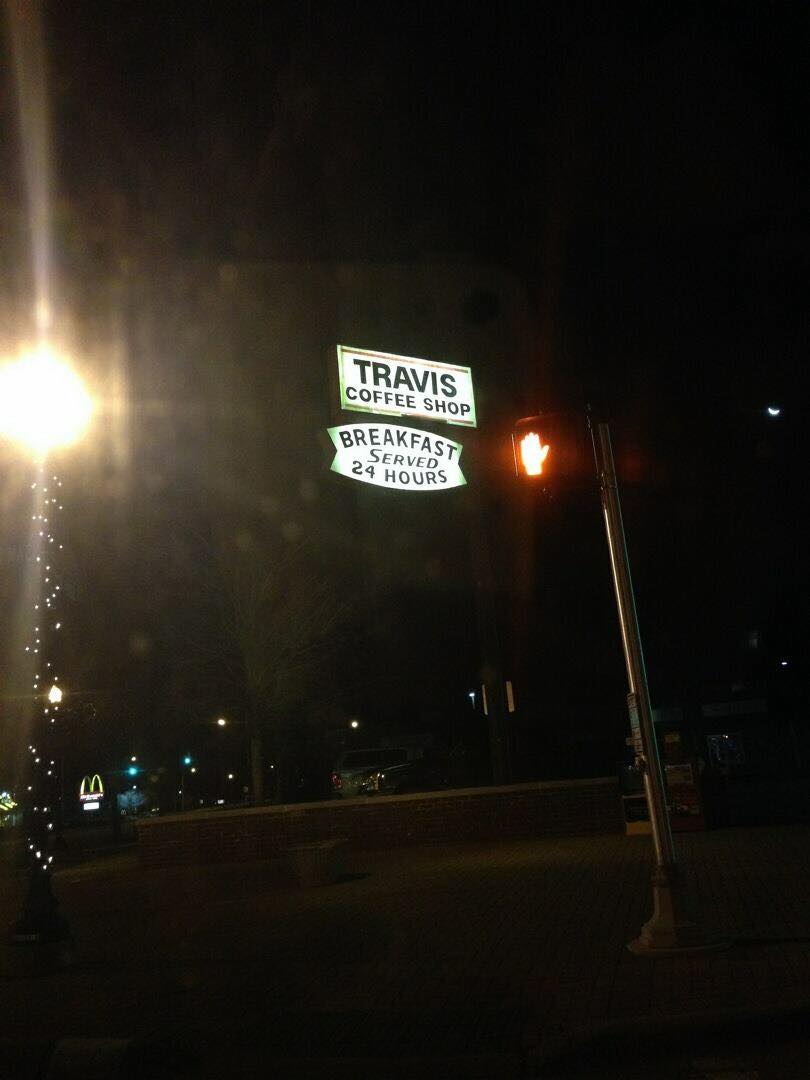 TRAVIS
COFFEE SHOP
BREAKFAST
SERVED
24 HOURS